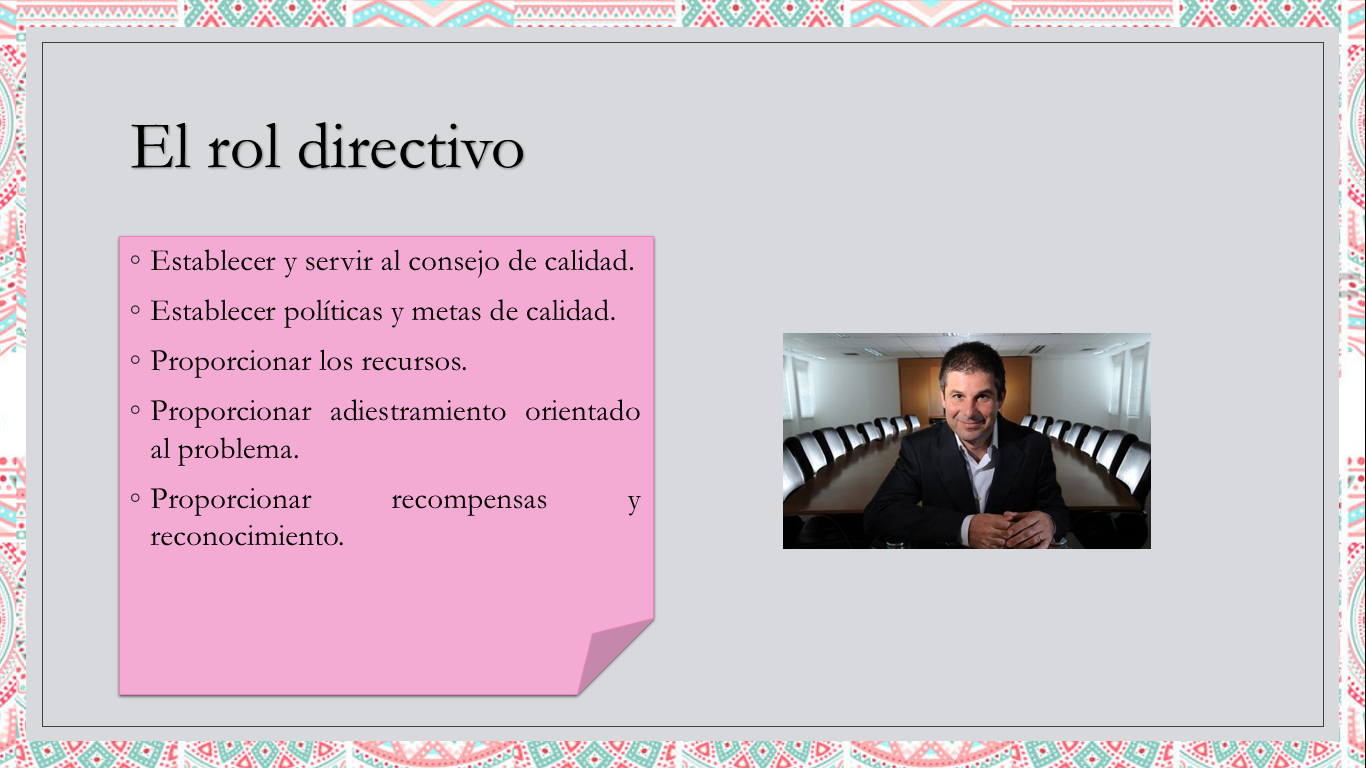 El rol directivo
◦ Establecer y servir al consejo de calidad.
◦ Establecer políticas y metas de calidad.
◦ Proporcionar los recursos.
◦ Proporcionar adiestramiento orientado
al problema.
◦ Proporcionar recompensas y
reconocimiento.